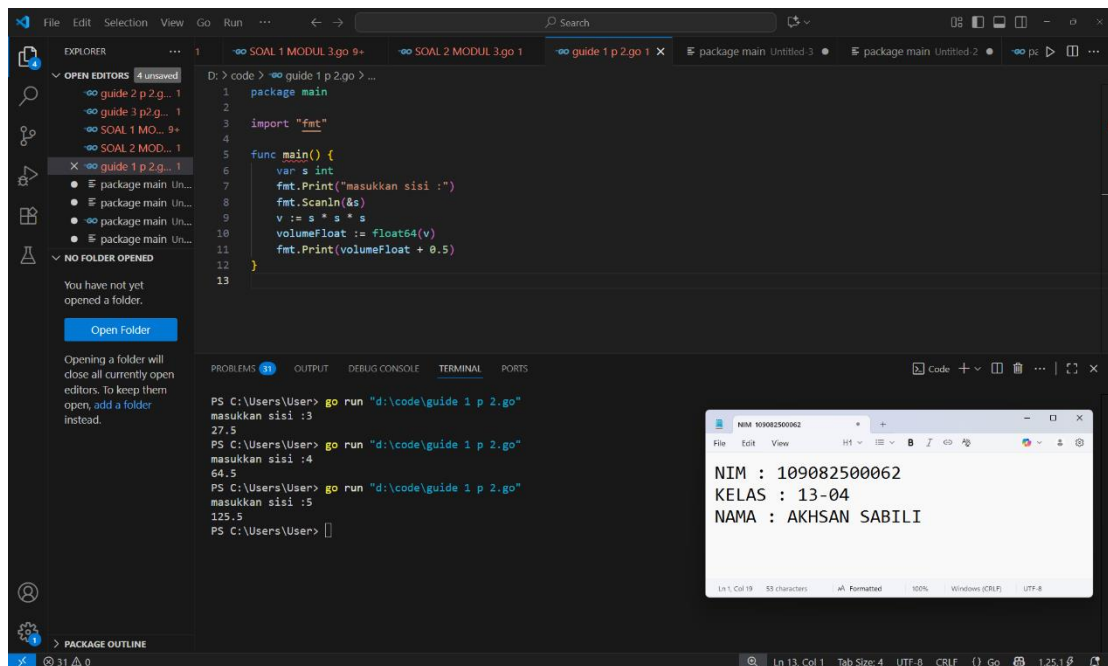 File Edit Selection View Go Run ··· Search
EXPLORER ···
OPEN EDITORS 4 unsaved
guide 2 p 2.g... 1
guide 3 p2.g... 1
SOAL 1 MO... 9+
SOAL 2 MOD... 1
guide 1 p 2.g... 1
package main Un...
package main Un...
package main Un...
package main Un...
NO FOLDER OPENED
You have not yet
opened a folder.
Open Folder
Opening a folder will
close all currently open
editors. To keep them
open, add a folder
instead.
PACKAGE OUTLINE
1 SOAL 1 MODUL 3.go 9+ SOAL 2 MODUL 3.go 1 guide 1 p 2.go 1 package main Untitled-3 package main Untitled-2 pa
D: > code > guide 1 p 2.go > ...
1 package main
2
3 import "fmt"
4
5 func main() {
6 var s int
7 fmt.Print("masukkan sisi :")
8 fmt.Scanln(&s)
9 v := s * s * s
10 volumeFloat := float64(v)
11 fmt.Print(volumeFloat + 0.5)
12 }
13
PROBLEMS 31 OUTPUT DEBUG CONSOLE TERMINAL PORTS Code
PS C:\Users\User> go run "d:\code\guide 1 p 2.go"
masukkan sisi :3
27.5
PS C:\Users\User> go run "d:\code\guide 1 p 2.go"
masukkan sisi :4
64.5
PS C:\Users\User> go run "d:\code\guide 1 p 2.go"
masukkan sisi :5
125.5
PS C:\Users\User>
NIM 109082500062
File Edit View H1 B I
NIM : 109082500062
KELAS : 13-04
NAMA : AKHSAN SABILI
Ln 1, Col 19 53 characters Formatted 100% Windows (CRLF) UTF-8
31 0 Ln 13, Col 1 Tab Size: 4 UTF-8 CRLF {} Go 1.25.1